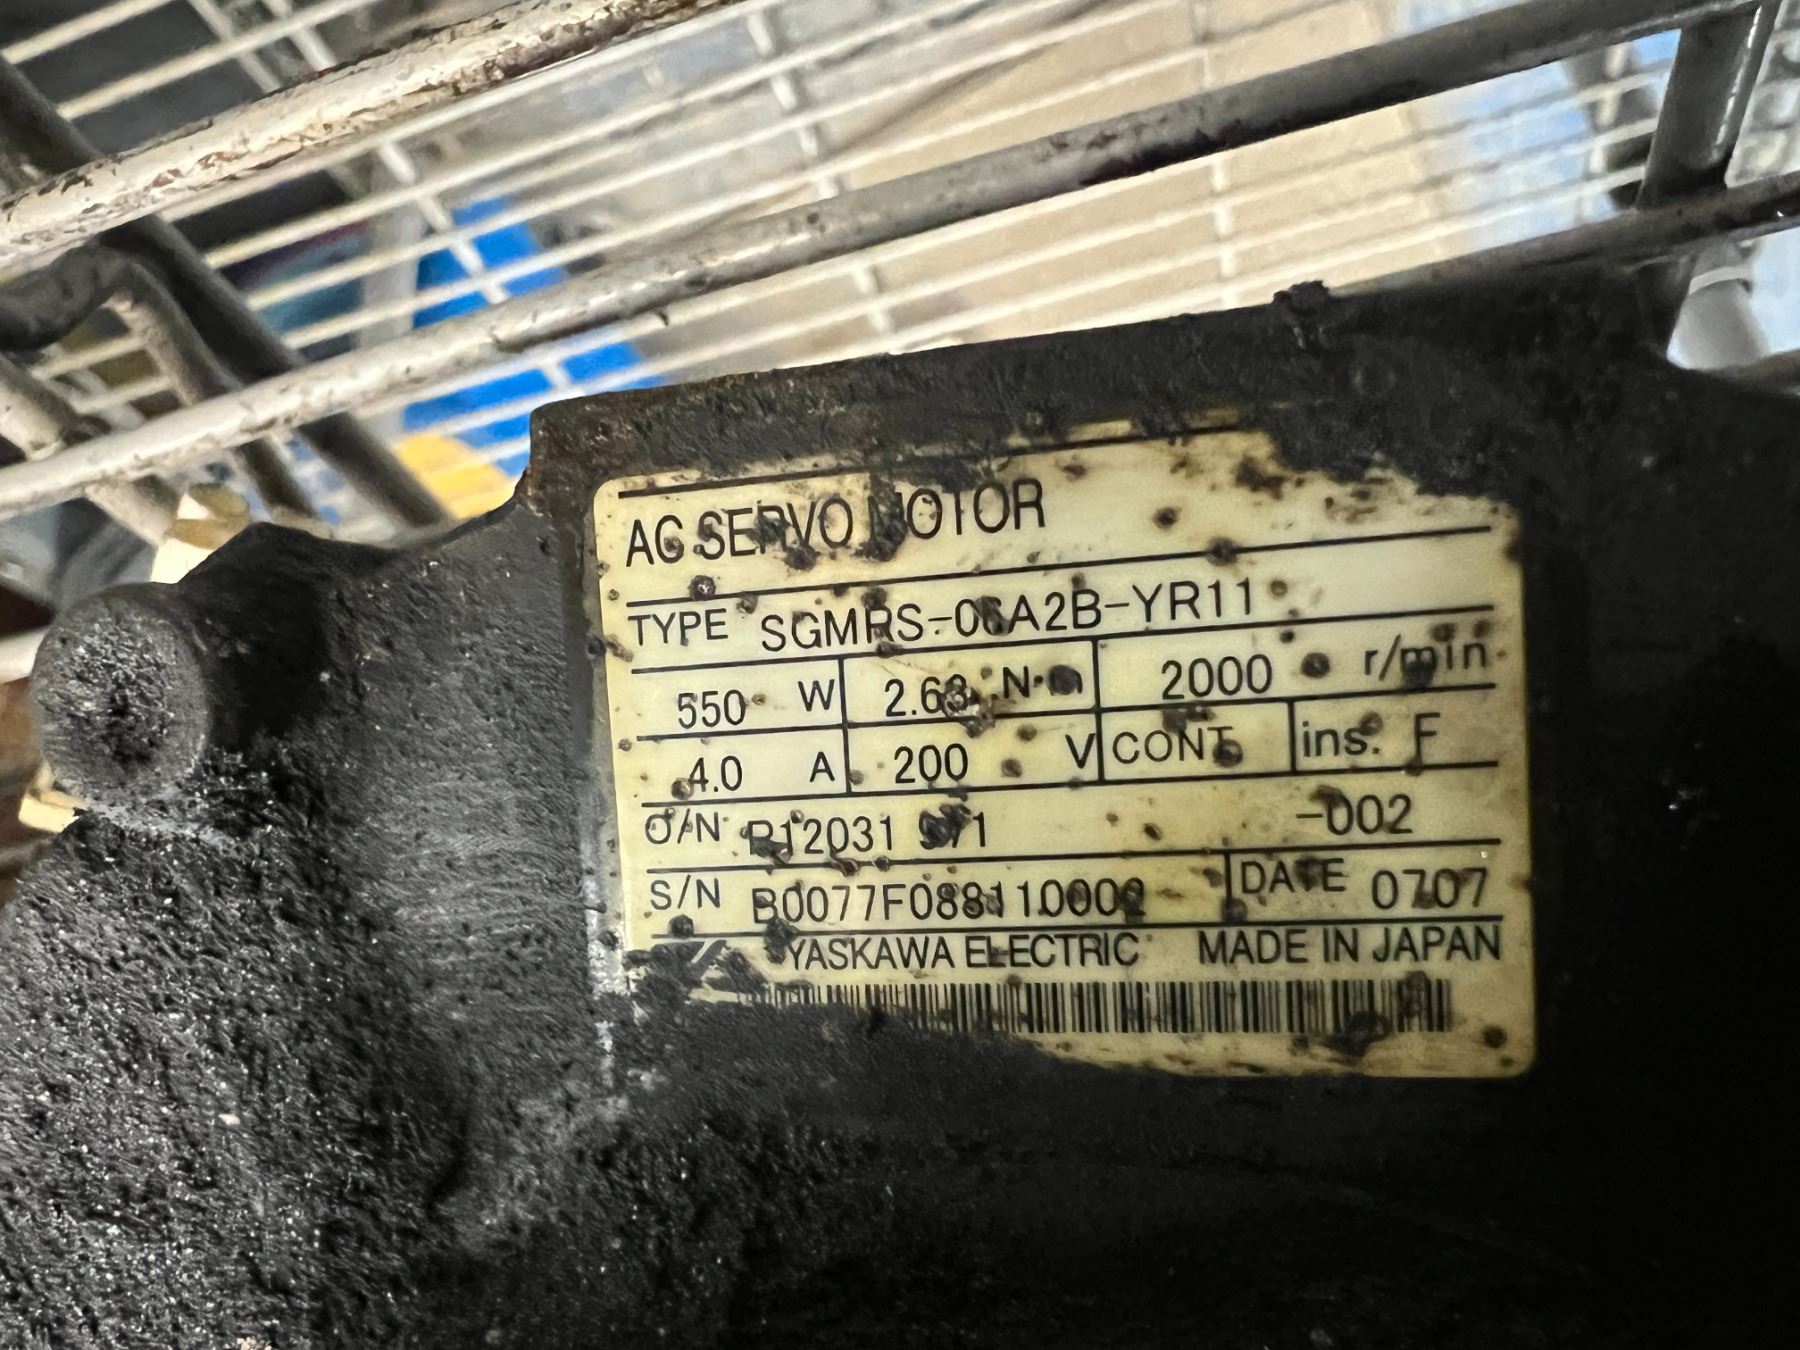 AC SERVO MOTOR
TYPE SGMRS-06A2B-YR11
550 W 2.63 N·m 2000 r/min
4.0 A 200 V CONT. ins. F
O/N -002
S/N B0077F088110002 DATE 0707
YASKAWA ELECTRIC MADE IN JAPAN